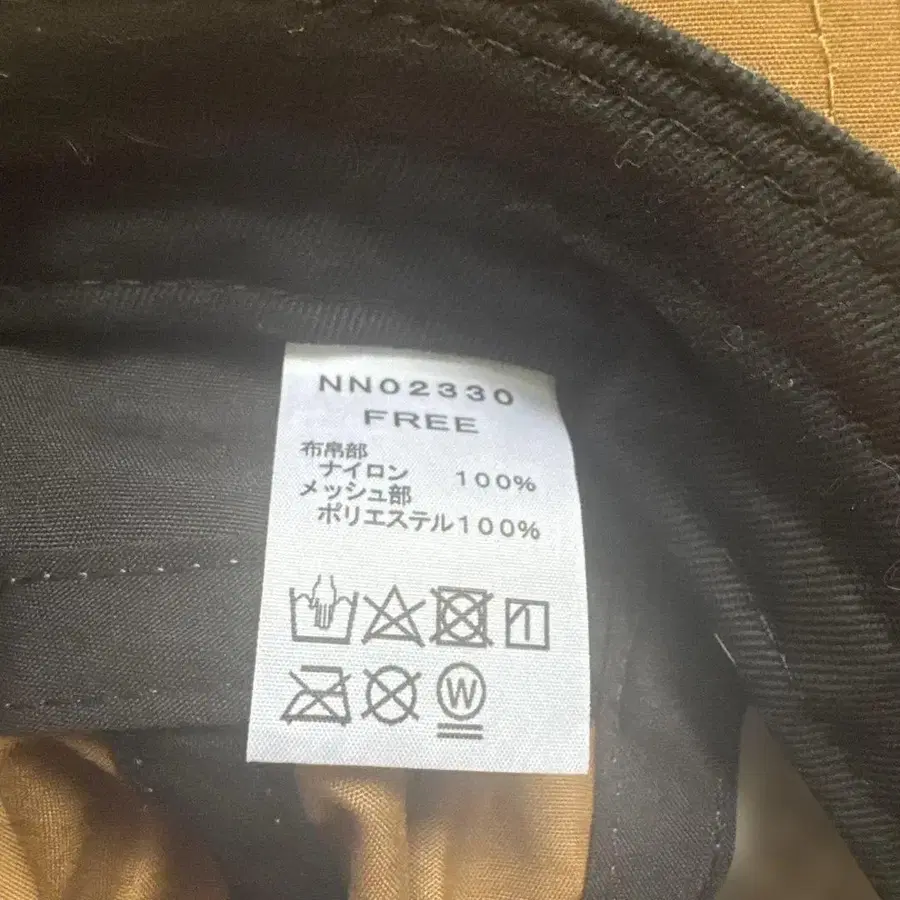 NN02330
FREE
布帛部
ナイロン 100%
メッシュ部
ポリエステル100%
W